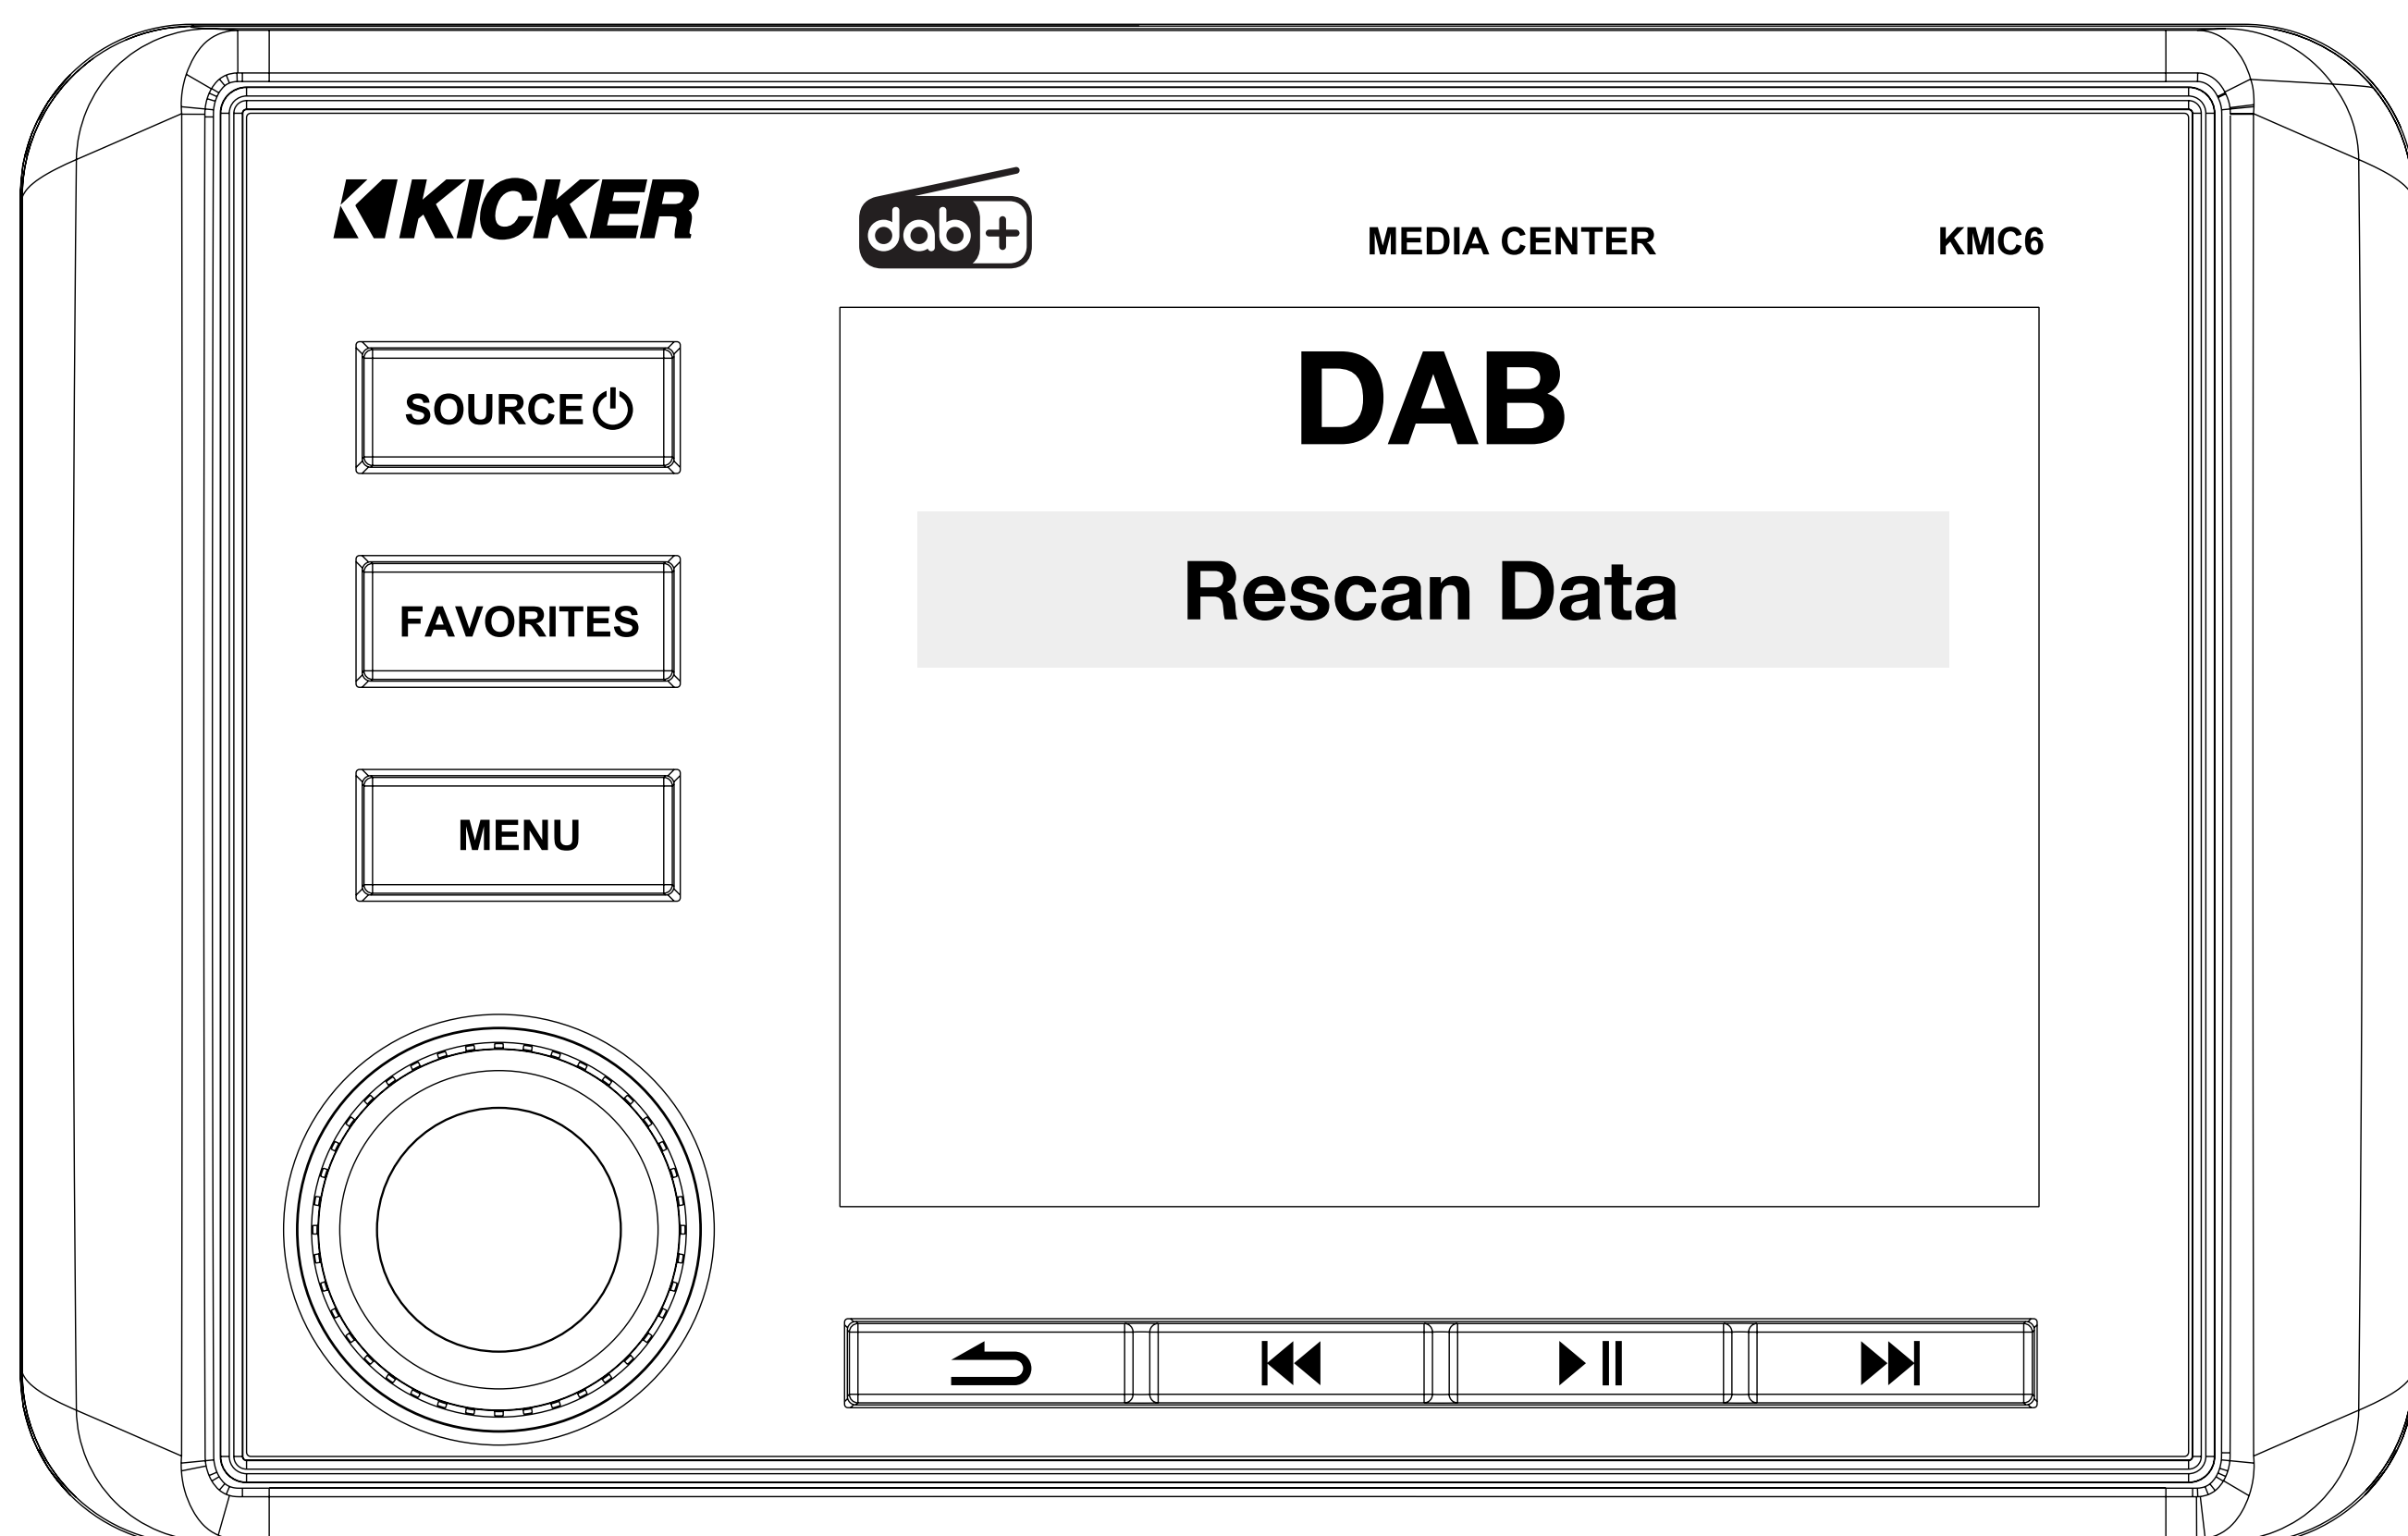 KICKER
dab+
MEDIA CENTER
KMC6
SOURCE
FAVORITES
MENU
DAB
Rescan Data